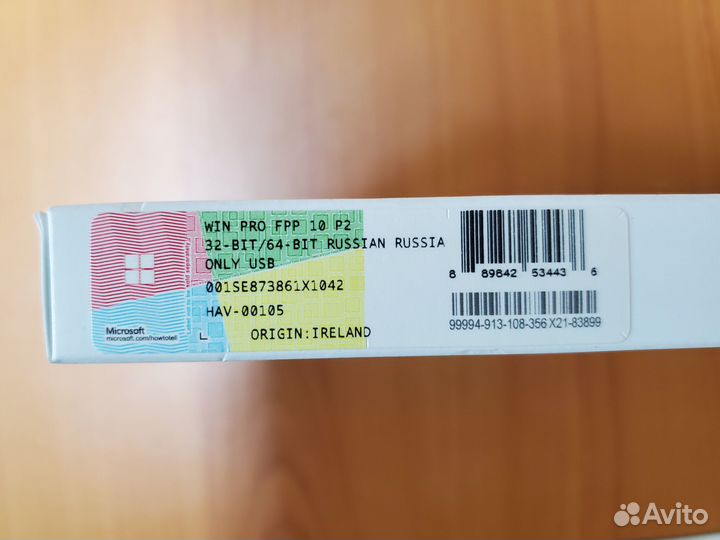 WIN PRO FPP 10 P2
32-BIT/64-BIT RUSSIAN RUSSIA
ONLY USB
001SE873861X1042
HAV-00105
ORIGIN:IRELAND
Microsoft
microsoft.com/howtotell
L
8 89842 53443 6
99994-913-108-356 X21-83899
Avito